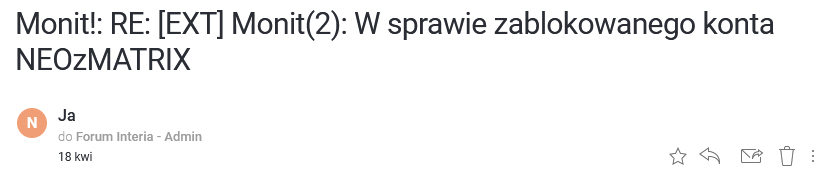 Monit!: RE: [EXT] Monit(2): W sprawie zablokowanego konta
NEOzMATRIX
N
Ja
do Forum Interia - Admin
18 kwi